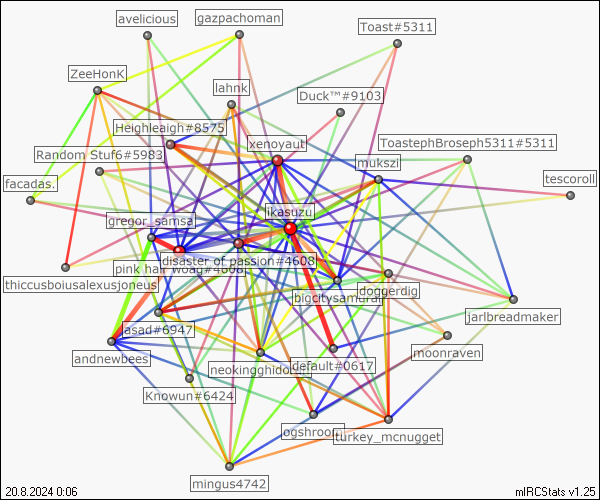 avelicious
gazpachoman
Toast#5311
ZeeHonK
lahnk
Duck™#9103
Heighleaigh#8575
xenoyaut
ToastephBroseph5311#5311
Random Stuf6#5983
mukszi
tescoroll
facadas.
ikasuzu
gregor_samsa
disaster of passion#4608
pink hair
thiccusboiusalexusjoneus
bigcitysamurai
doggerdig
jarlbreadmaker
asad#6947
andnewbees
neokingghidorah
default#0617
moonraven
Knowun#6424
ogshroom
turkey_mcnugget
mingus4742
20.8.2024 0:06
mIRCStats v1.25